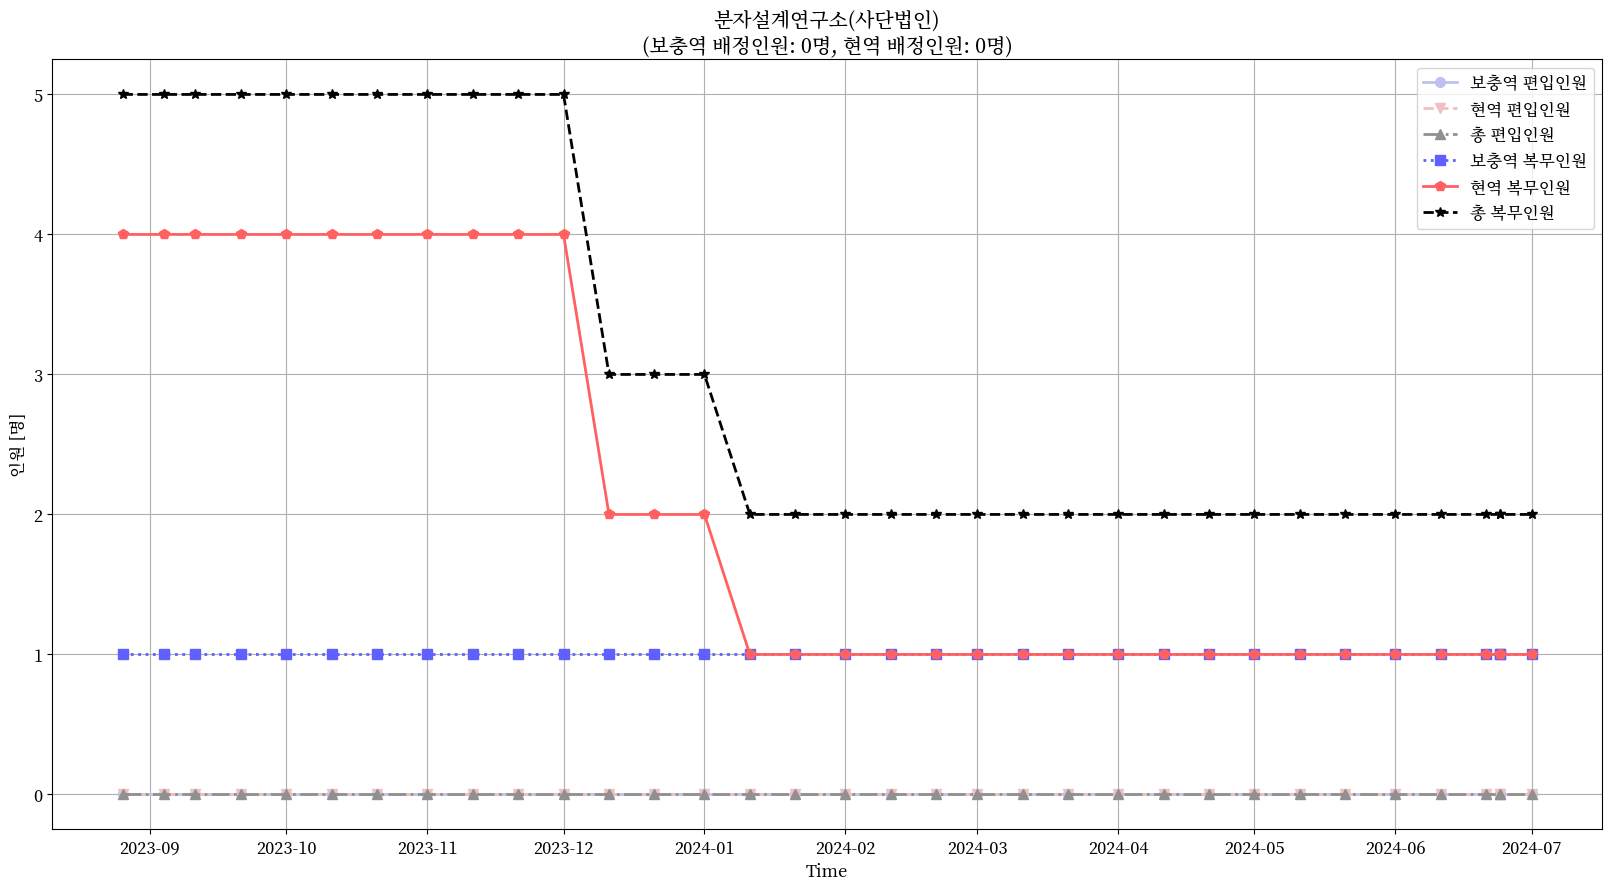 분자설계연구소(사단법인)
(보충역 배정인원: 0명, 현역 배정인원: 0명)
보충역 편입인원
현역 편입인원
총 편입인원
보충역 복무인원
현역 복무인원
총 복무인원
인원 [명]
5
4
3
2
1
0
2023-09
2023-10
2023-11
2023-12
2024-01
2024-02
2024-03
2024-04
2024-05
2024-06
2024-07
Time